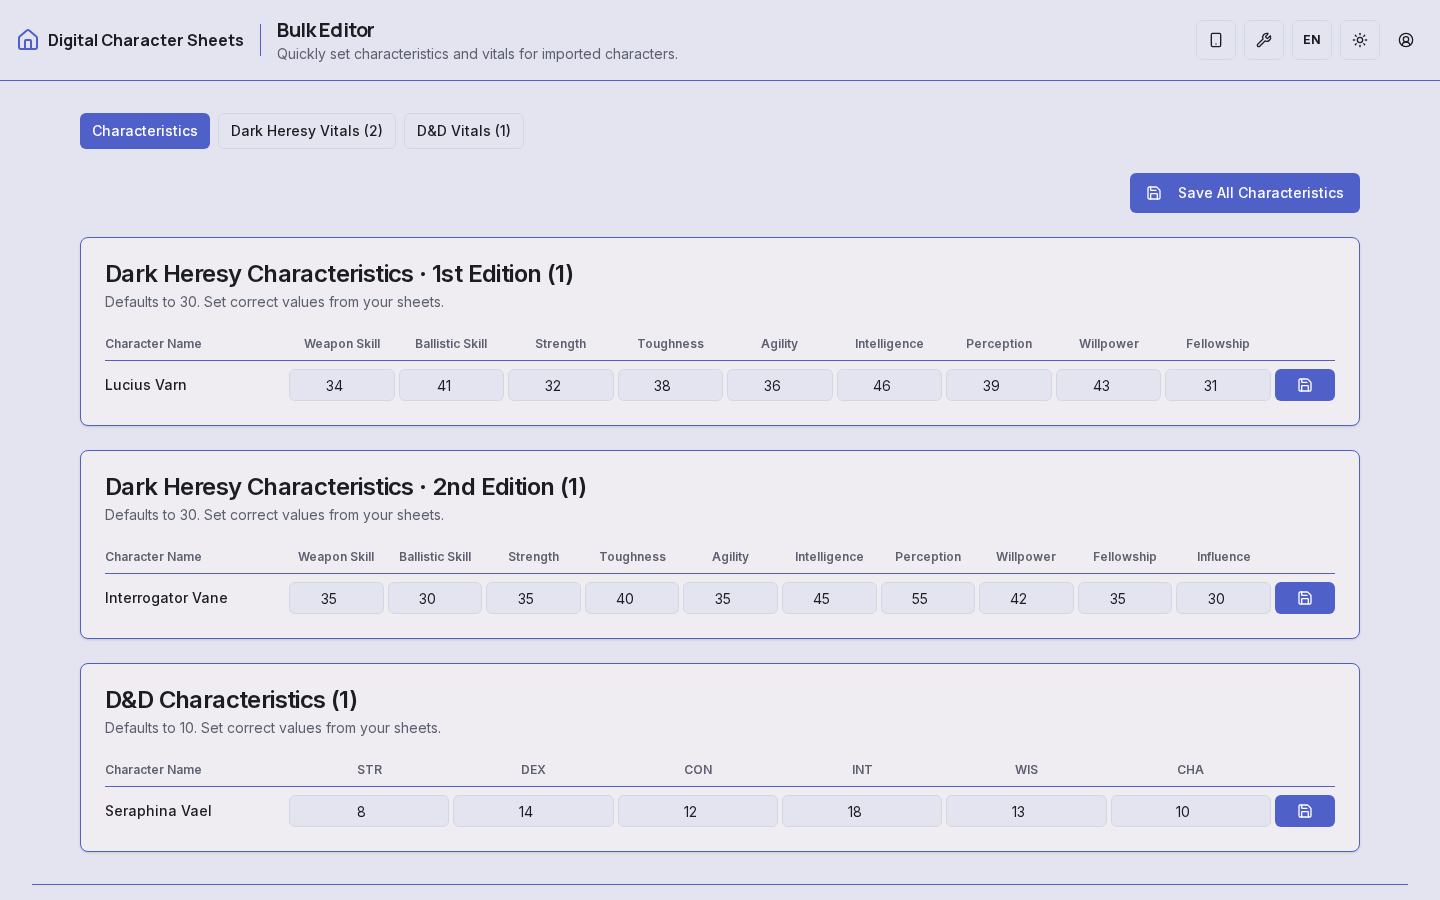 Digital Character Sheets
Bulk Editor
Quickly set characteristics and vitals for imported characters.
EN
Characteristics
Dark Heresy Vitals (2)
D&D Vitals (1)
Save All Characteristics
Dark Heresy Characteristics · 1st Edition (1)
Defaults to 30. Set correct values from your sheets.
Character Name Weapon Skill Ballistic Skill Strength Toughness Agility Intelligence Perception Willpower Fellowship
Lucius Varn 34 41 32 38 36 46 39 43 31
Dark Heresy Characteristics · 2nd Edition (1)
Defaults to 30. Set correct values from your sheets.
Character Name Weapon Skill Ballistic Skill Strength Toughness Agility Intelligence Perception Willpower Fellowship Influence
Interrogator Vane 35 30 35 40 35 45 55 42 35 30
D&D Characteristics (1)
Defaults to 10. Set correct values from your sheets.
Character Name STR DEX CON INT WIS CHA
Seraphina Vael 8 14 12 18 13 10